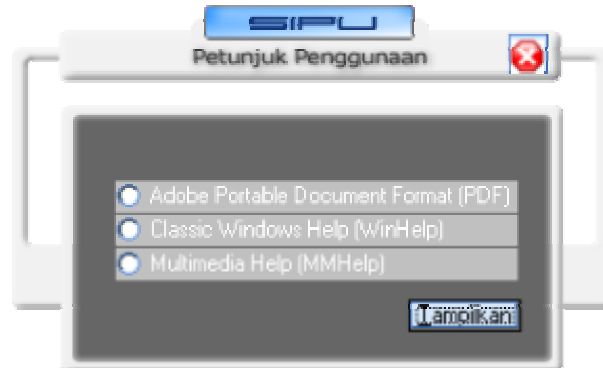 SIPU
Petunjuk Penggunaan
Adobe Portable Document Format (PDF)
Classic Windows Help (WinHelp)
Multimedia Help (MMHelp)
Tampilkan